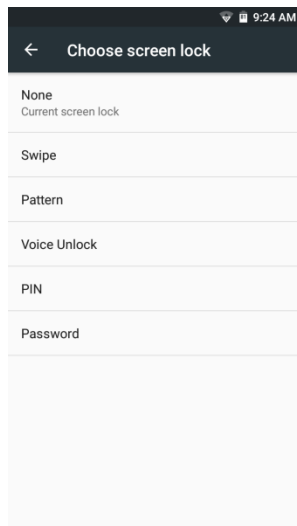 9:24 AM
Choose screen lock
None
Current screen lock
Swipe
Pattern
Voice Unlock
PIN
Password